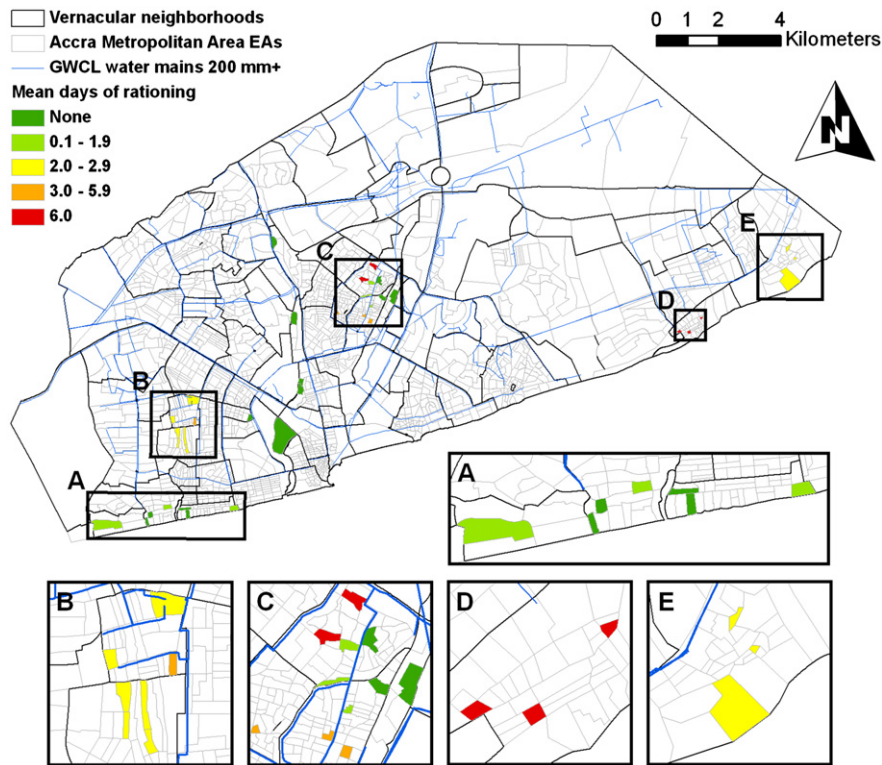 Vernacular neighborhoods
Accra Metropolitan Area EAs
GWCL water mains 200 mm+
Mean days of rationing
None
0.1 - 1.9
2.0 - 2.9
3.0 - 5.9
6.0
0 2 4
Kilometers
N
E
C
D
B
A
A
B
C
D
E